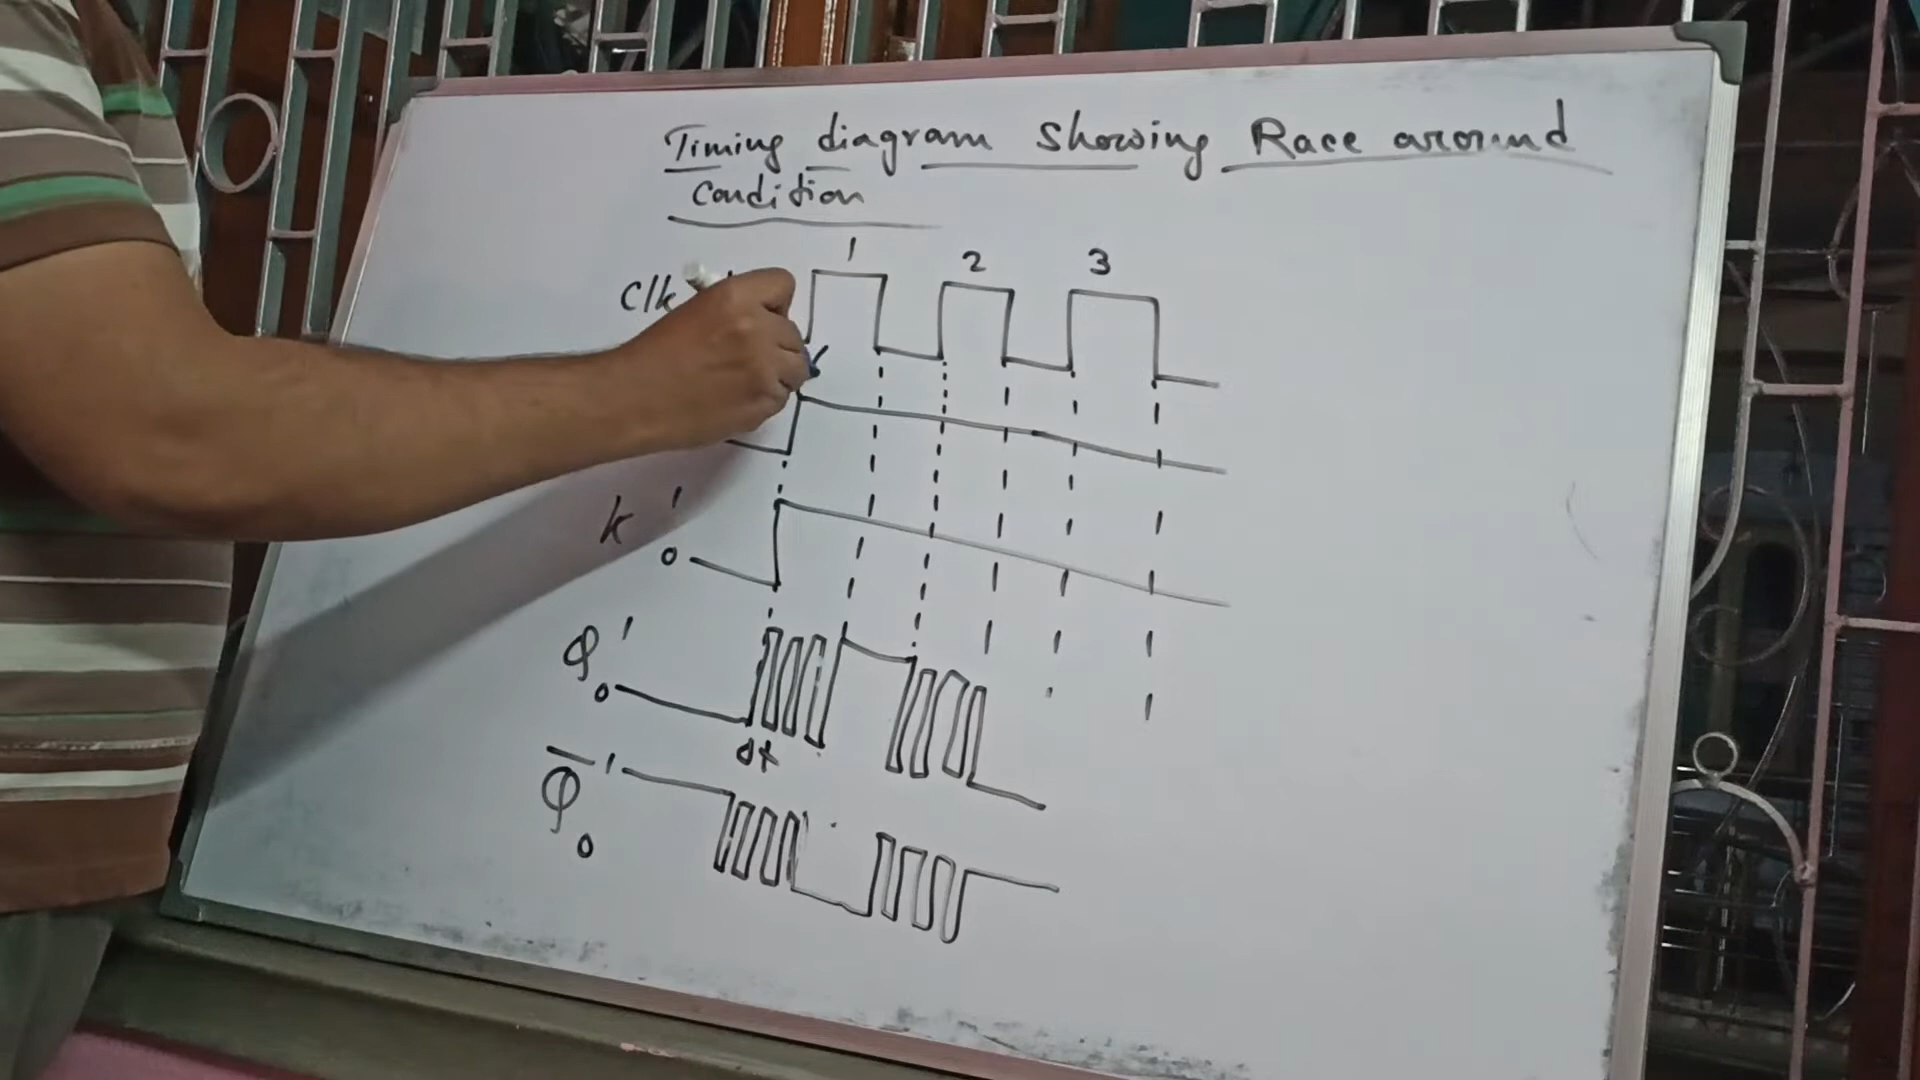 Timing diagram Showing Race around
Condition
1 2 3
Clk
K 1
0
Q 1
0
Δt
Q̅ 1
0